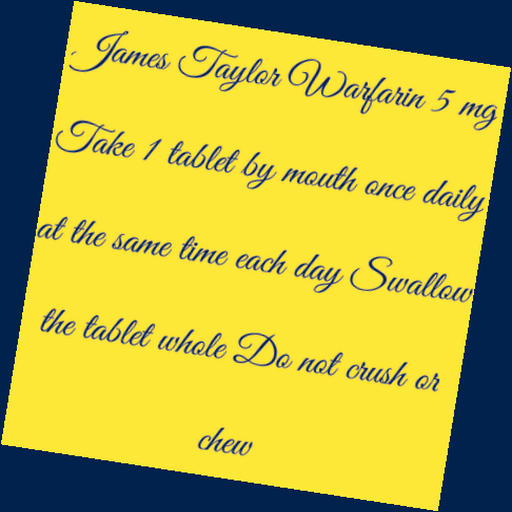 James Taylor Warfarin 5 mg
Take 1 tablet by mouth once daily
at the same time each day Swallow
the tablet whole Do not crush or
chew